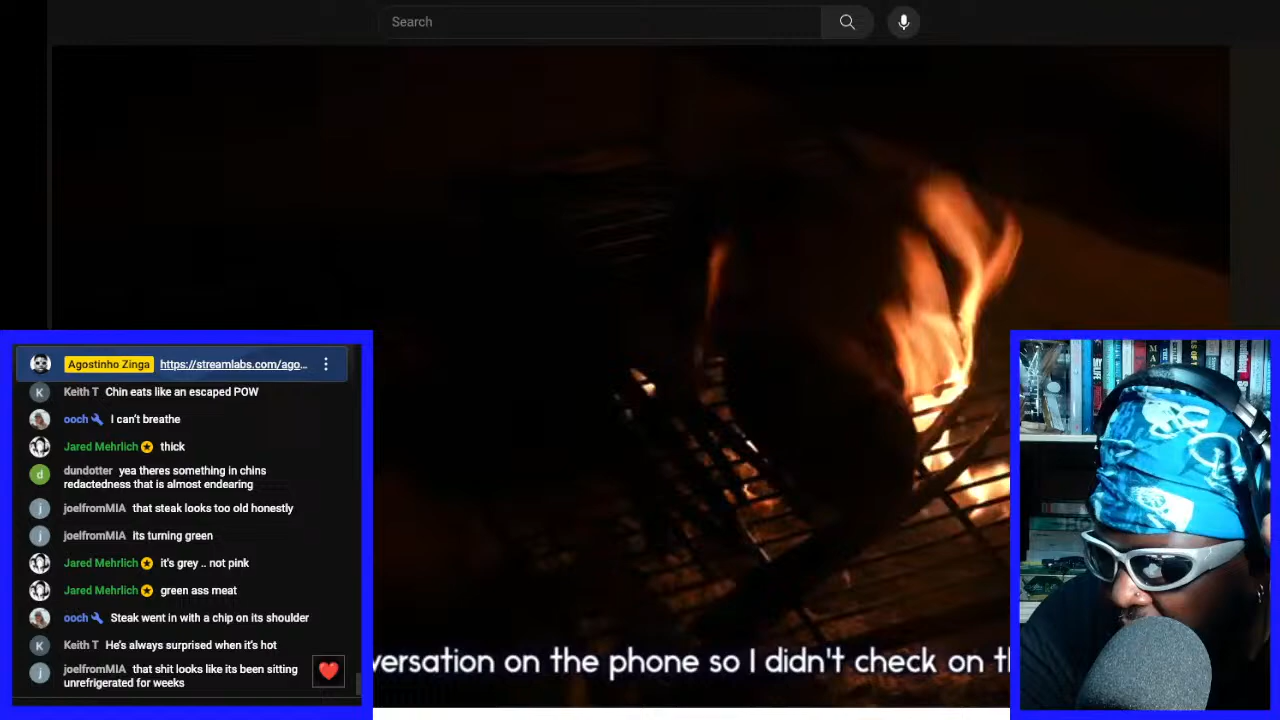 Search
Agostinho Zinga https://streamlabs.com/ago...
K Keith T Chin eats like an escaped POW
ooch I can't breathe
Jared Mehrlich thick
d dundotter yea theres something in chins
redactedness that is almost endearing
j joelfromMIA that steak looks too old honestly
j joelfromMIA its turning green
Jared Mehrlich it's grey .. not pink
Jared Mehrlich green ass meat
ooch Steak went in with a chip on its shoulder
K Keith T He's always surprised when it's hot
j joelfromMIA that shit looks like its been sitting
unrefrigerated for weeks
versation on the phone so I didn't check on th